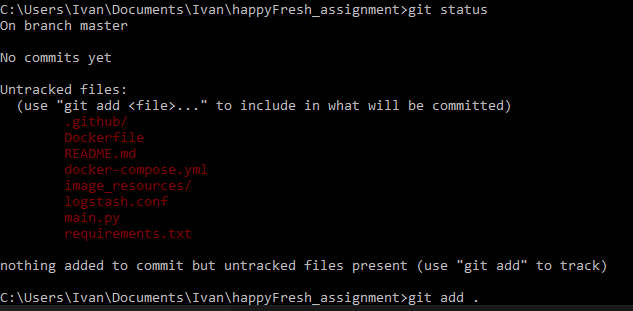 C:\Users\Ivan\Documents\Ivan\happyFresh_assignment>git status
On branch master
No commits yet
Untracked files:
(use "git add <file>..." to include in what will be committed)
.github/
Dockerfile
README.md
docker-compose.yml
image_resources/
logstash.conf
main.py
requirements.txt
nothing added to commit but untracked files present (use "git add" to track)
C:\Users\Ivan\Documents\Ivan\happyFresh_assignment>git add .